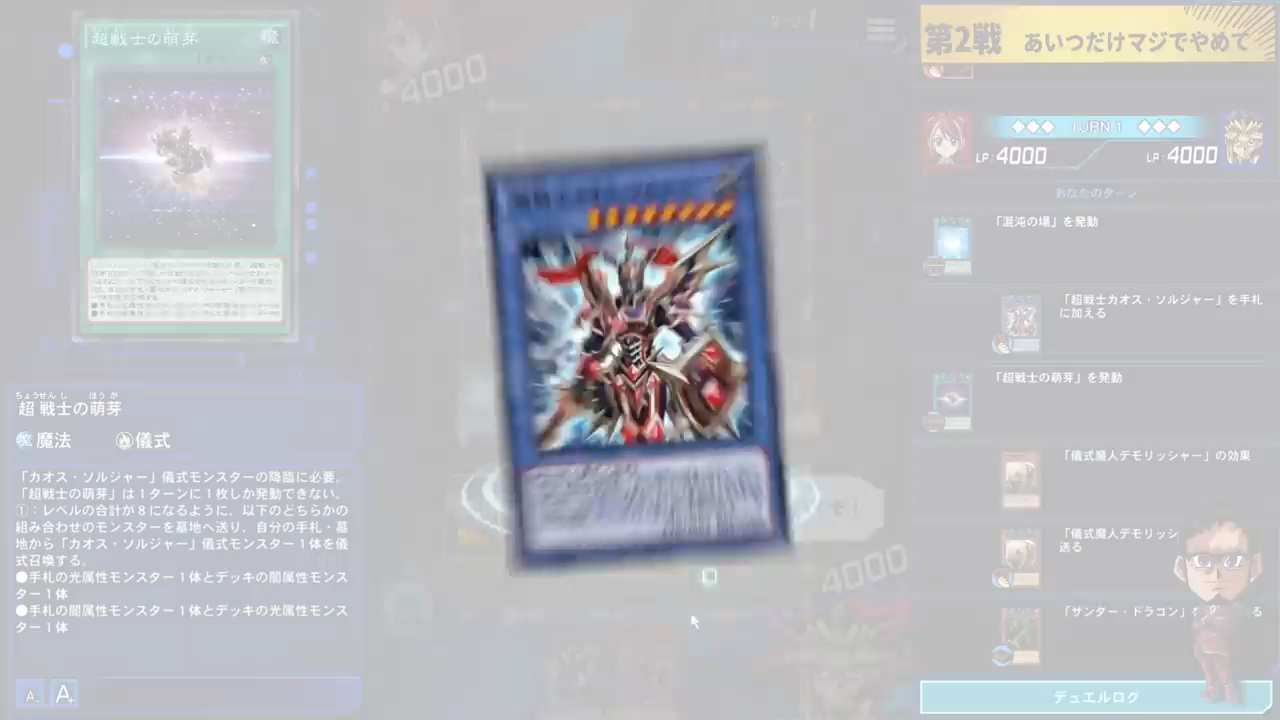 超戦士の萌芽
4000
ターン 1
第2戦 あいつだけマジでやめて
TURN 1
LP:4000
LP:4000
あなたのターン
「混沌の場」を発動
「超戦士カオス・ソルジャー」を手札
に加える
「超戦士の萌芽」を発動
「儀式魔人デモリッシャー」の効果
「儀式魔人デモリッシ
送る
「サンダー・ドラゴン」を
る
デュエルログ
4000
ちょうせんし ほうが
超戦士の萌芽
魔法 儀式
「カオス・ソルジャー」儀式モンスターの降臨に必要。
「超戦士の萌芽」は１ターンに１枚しか発動できない。
①：レベルの合計が８になるように、以下のどちらかの
組み合わせのモンスターを墓地へ送り、自分の手札・墓
地から「カオス・ソルジャー」儀式モンスター１体を儀
式召喚する。
●手札の光属性モンスター１体とデッキの闇属性モンス
ター１体
●手札の闇属性モンスター１体とデッキの光属性モンス
ター１体
A- A+